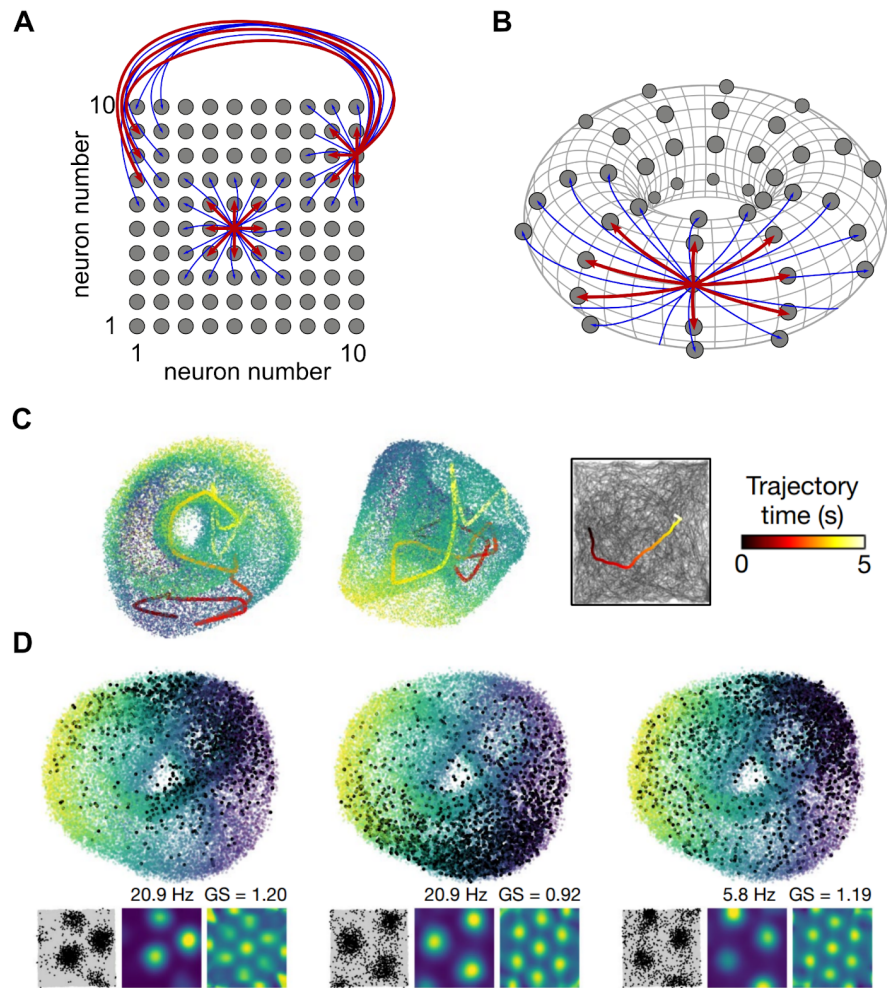 A
B
10
neuron number
1
1
10
neuron number
C
Trajectory
time (s)
0
5
D
20.9 Hz GS = 1.20
20.9 Hz GS = 0.92
5.8 Hz GS = 1.19